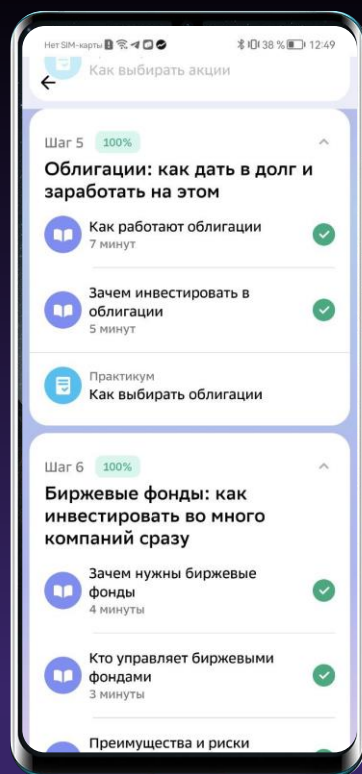 Нет SIM-карты 38 % 12:49
Как выбирать акции
Шаг 5 100%
Облигации: как дать в долг и
заработать на этом
Как работают облигации
7 минут
Зачем инвестировать в
облигации
5 минут
Практикум
Как выбирать облигации
Шаг 6 100%
Биржевые фонды: как
инвестировать во много
компаний сразу
Зачем нужны биржевые
фонды
4 минуты
Кто управляет биржевыми
фондами
3 минуты
Преимущества и риски